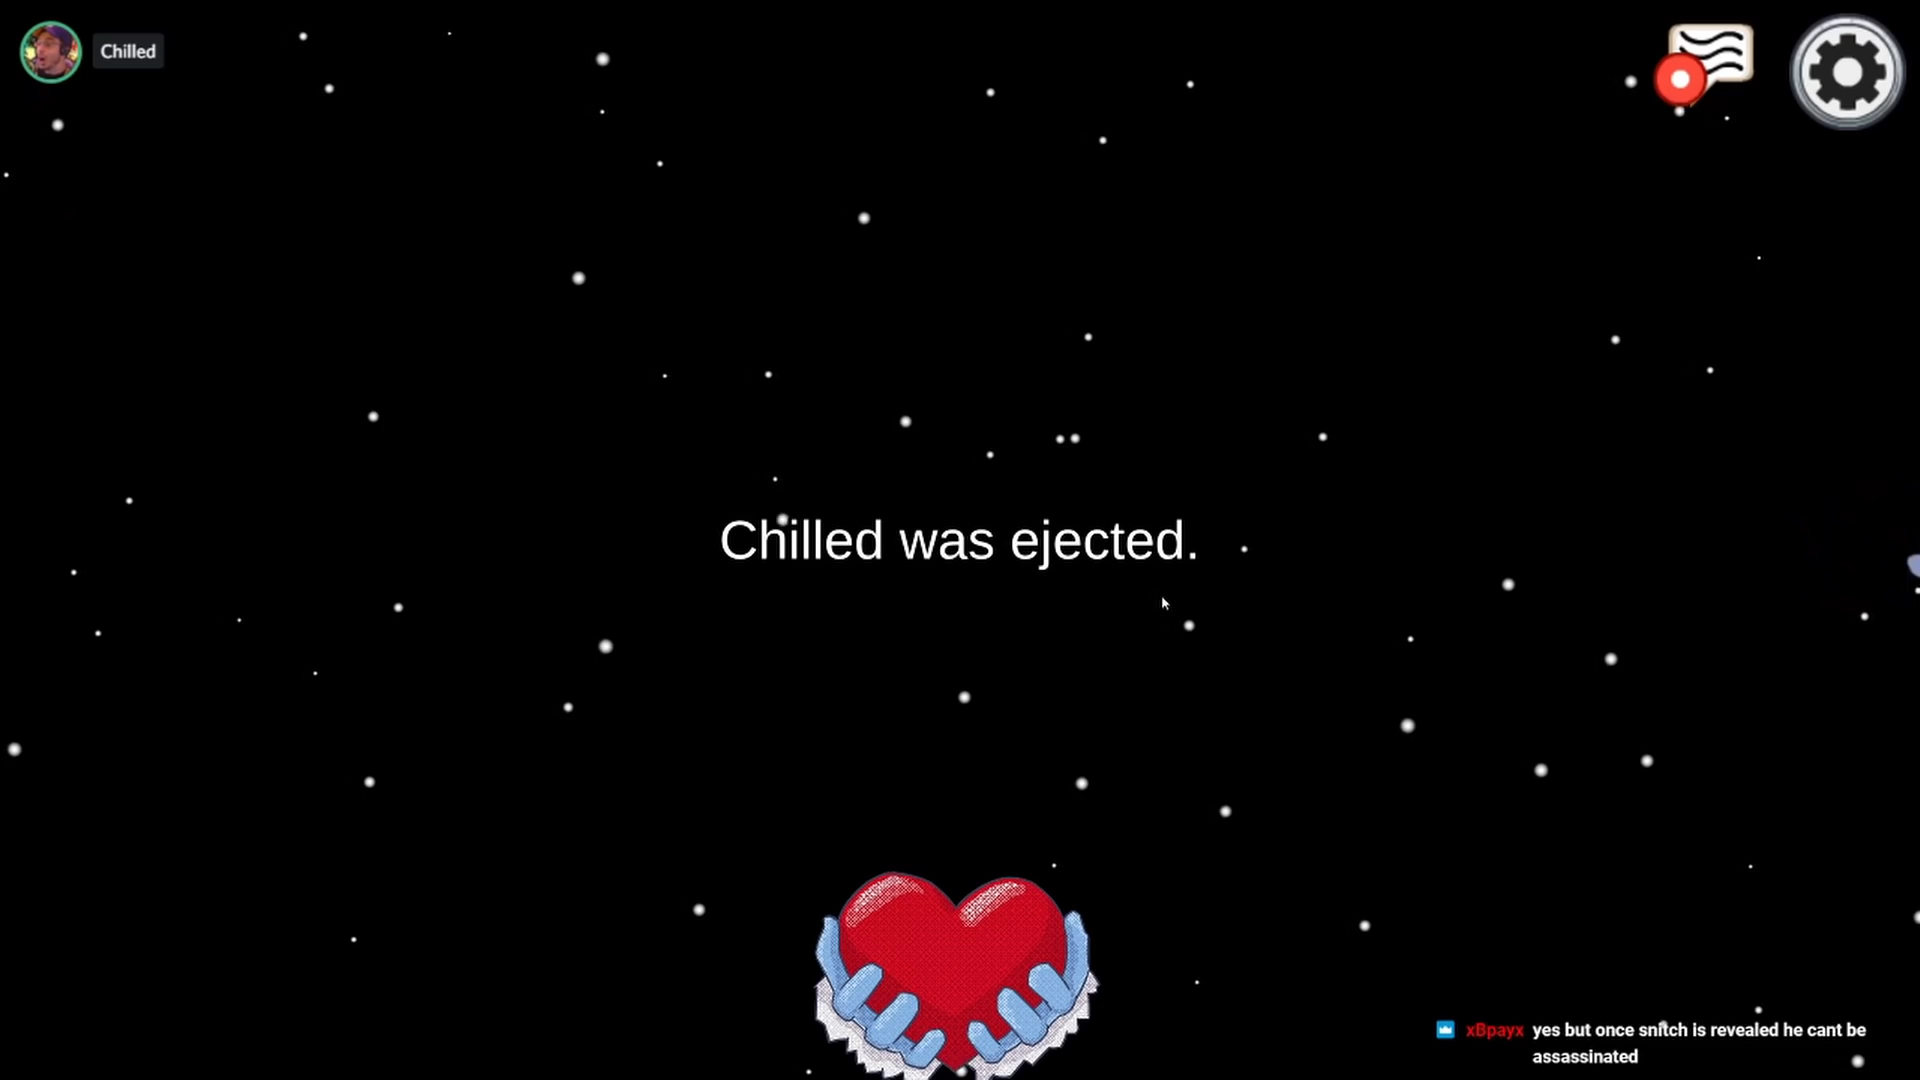 Chilled
Chilled was ejected.
xBpayx yes but once snitch is revealed he cant be
assassinated